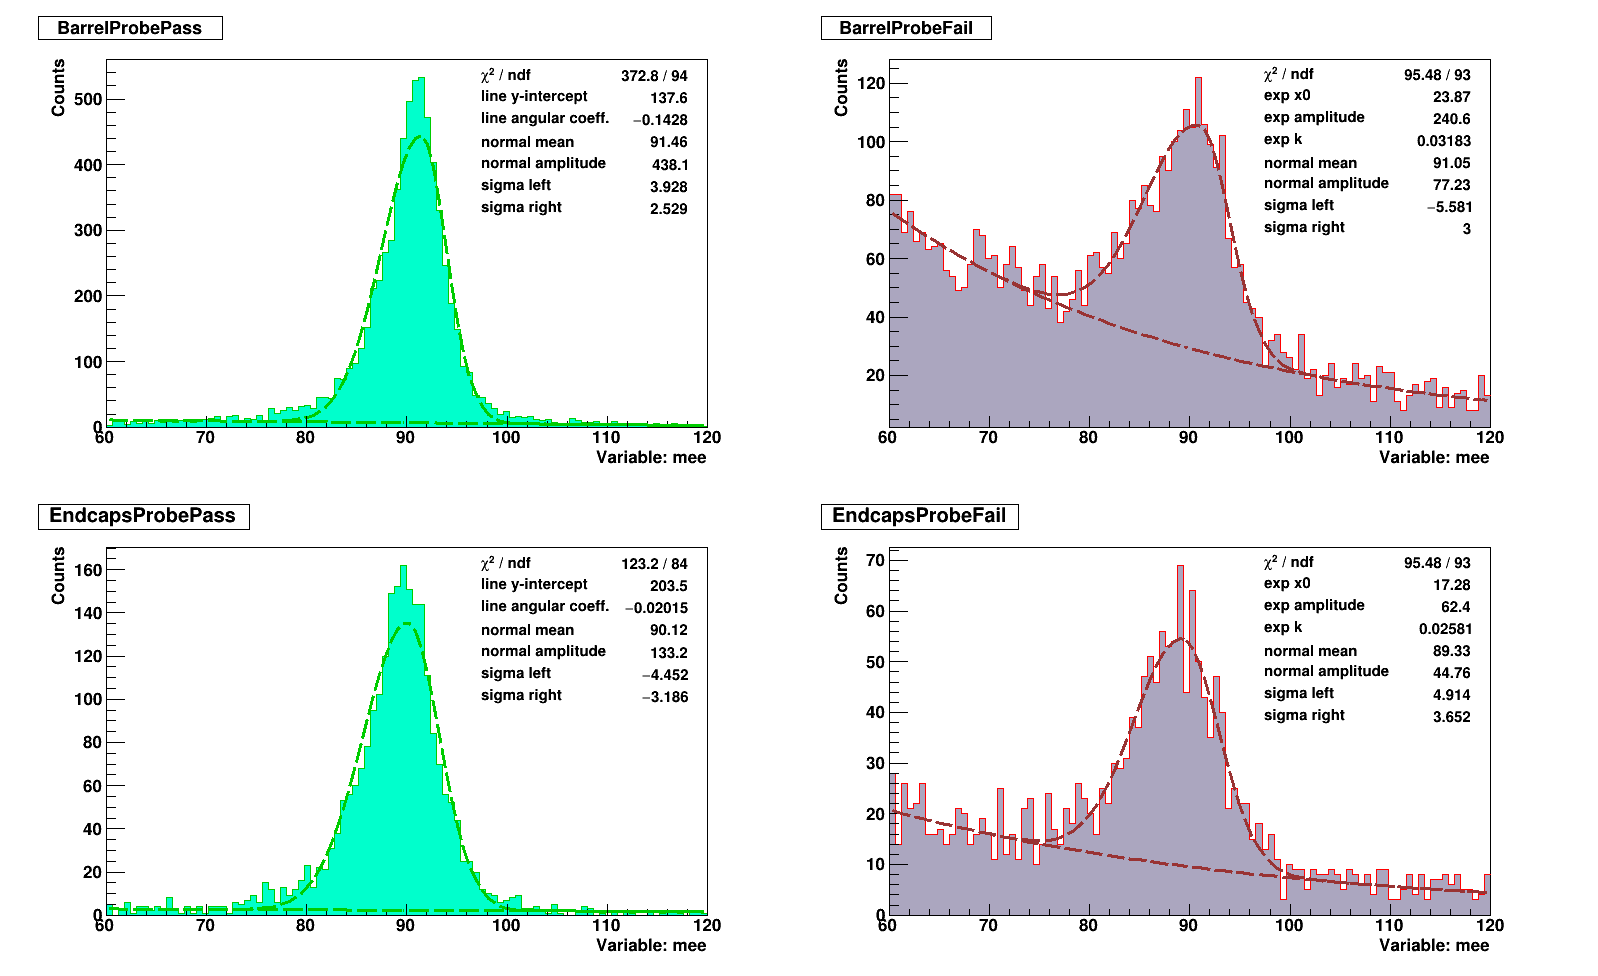 BarrelProbePass
Counts
χ² / ndf 372.8 / 94
line y-intercept 137.6
line angular coeff. −0.1428
normal mean 91.46
normal amplitude 438.1
sigma left 3.928
sigma right 2.529
500
400
300
200
100
0
60 70 80 90 100 110 120
Variable: mee
BarrelProbeFail
Counts
χ² / ndf 95.48 / 93
exp x0 23.87
exp amplitude 240.6
exp k 0.03183
normal mean 91.05
normal amplitude 77.23
sigma left −5.581
sigma right 3
120
100
80
60
40
20
60 70 80 90 100 110 120
Variable: mee
EndcapsProbePass
Counts
χ² / ndf 123.2 / 84
line y-intercept 203.5
line angular coeff. −0.02015
normal mean 90.12
normal amplitude 133.2
sigma left −4.452
sigma right −3.186
160
140
120
100
80
60
40
20
0
60 70 80 90 100 110 120
Variable: mee
EndcapsProbeFail
Counts
χ² / ndf 95.48 / 93
exp x0 17.28
exp amplitude 62.4
exp k 0.02581
normal mean 89.33
normal amplitude 44.76
sigma left 4.914
sigma right 3.652
70
60
50
40
30
20
10
0
60 70 80 90 100 110 120
Variable: mee